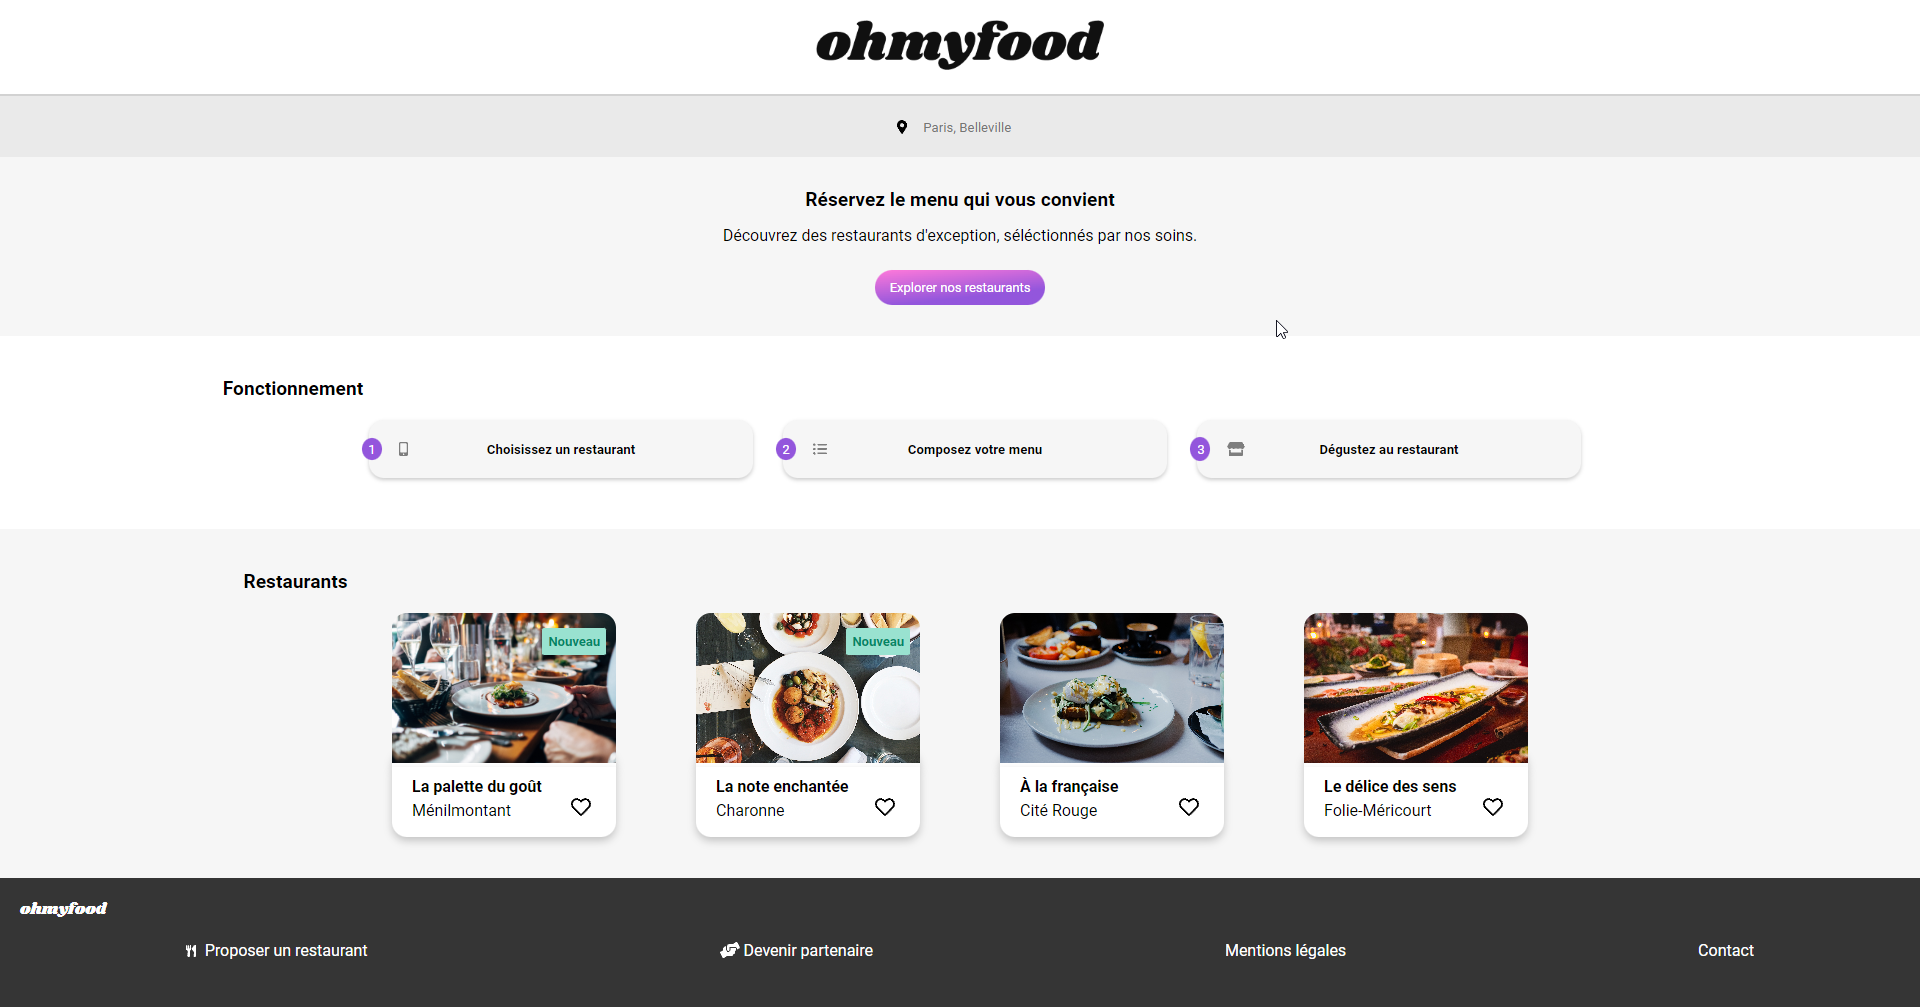 ohmyfood
Paris, Belleville
Réservez le menu qui vous convient
Découvrez des restaurants d'exception, séléctionnés par nos soins.
Explorer nos restaurants
Fonctionnement
1 Choisissez un restaurant
2 Composez votre menu
3 Dégustez au restaurant
Restaurants
Nouveau
La palette du goût
Ménilmontant
Nouveau
La note enchantée
Charonne
À la française
Cité Rouge
Le délice des sens
Folie-Méricourt
ohmyfood
Proposer un restaurant
Devenir partenaire
Mentions légales
Contact